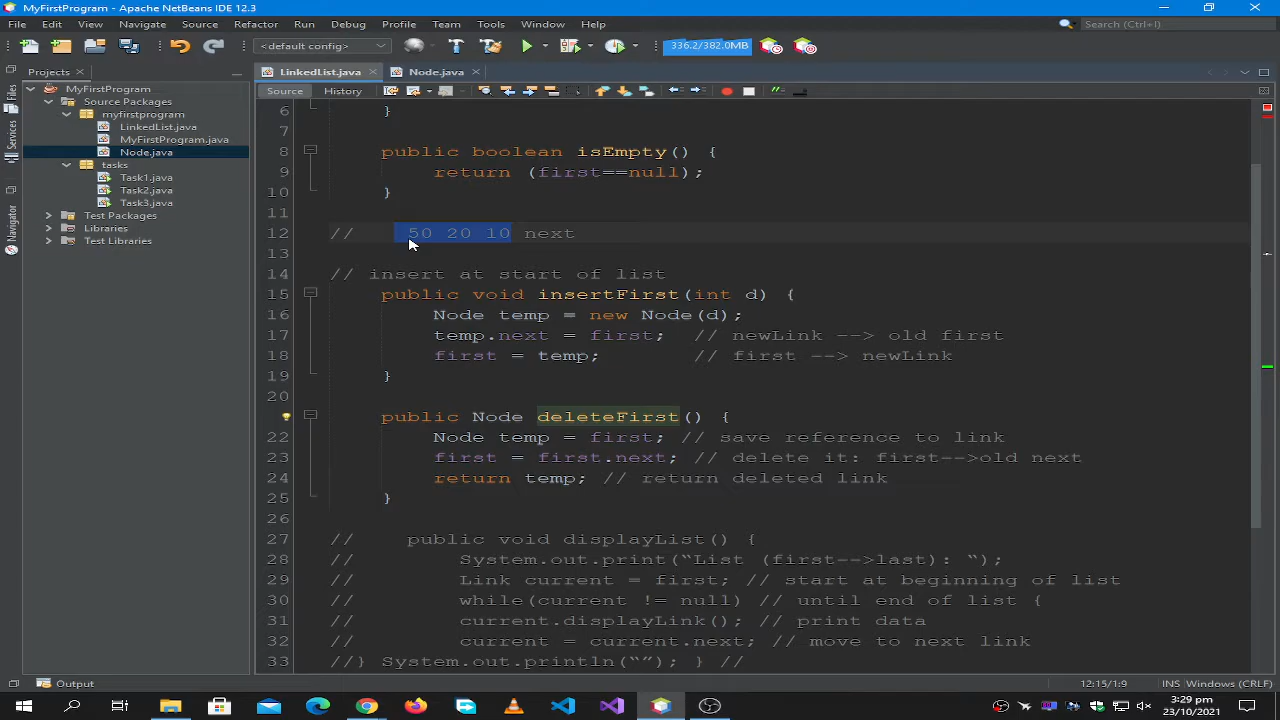 MyFirstProgram - Apache NetBeans IDE 12.3
File Edit View Navigate Source Refactor Run Debug Profile Team Tools Window Help
Search (Ctrl+I)
<default config>
336.2/382.0MB
Projects
LinkedList.java
Node.java
Source
History
MyFirstProgram
Source Packages
myfirstprogram
LinkedList.java
MyFirstProgram.java
Node.java
tasks
Task1.java
Task2.java
Task3.java
Test Packages
Libraries
Test Libraries
Files
Services
Navigator
6 }
7
8 public boolean isEmpty() {
9 return (first==null);
10 }
11
12 // 50 20 10 next
13
14 // insert at start of list
15 public void insertFirst(int d) {
16 Node temp = new Node(d);
17 temp.next = first; // newLink --> old first
18 first = temp; // first --> newLink
19 }
20
public Node deleteFirst() {
22 Node temp = first; // save reference to link
23 first = first.next; // delete it: first-->old next
24 return temp; // return deleted link
25 }
26
27 // public void displayList() {
28 // System.out.print(“List (first-->last): “);
29 // Link current = first; // start at beginning of list
30 // while(current != null) // until end of list {
31 // current.displayLink(); // print data
32 // current = current.next; // move to next link
33 //} System.out.println(““); } //
Output
12:15/1:9
INS
Windows (CRLF)
3:29 pm
23/10/2021